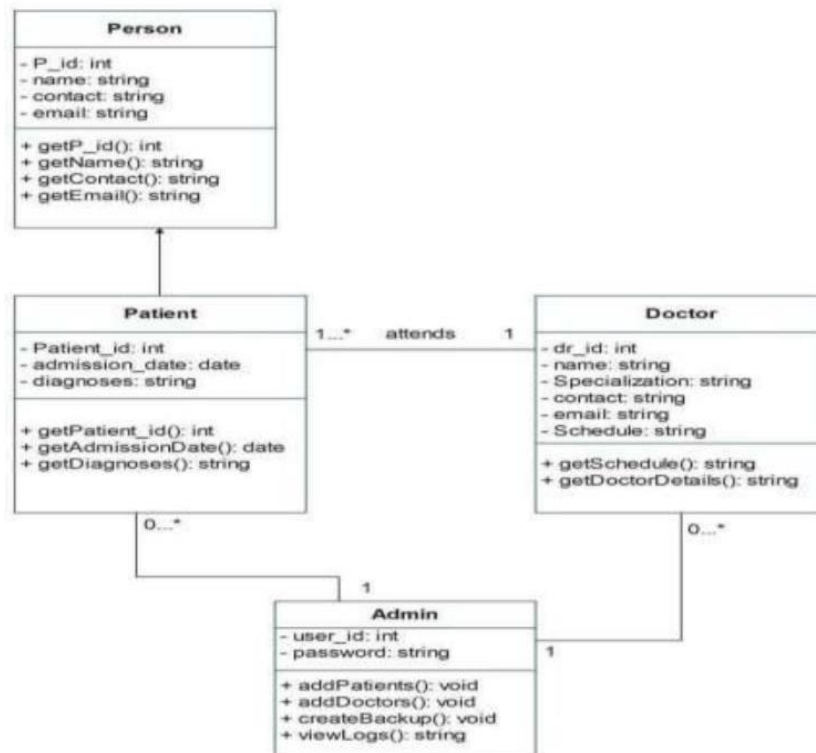 Person
- P_id: int
- name: string
- contact: string
- email: string
+ getP_id(): int
+ getName(): string
+ getContact(): string
+ getEmail(): string
Patient
- Patient_id: int
- admission_date: date
- diagnoses: string
+ getPatient_id(): int
+ getAdmissionDate(): date
+ getDiagnoses(): string
1...* attends 1
Doctor
- dr_id: int
- name: string
- Specialization: string
- contact: string
- email: string
- Schedule: string
+ getSchedule(): string
+ getDoctorDetails(): string
0...*
0...*
1
1
Admin
- user_id: int
- password: string
+ addPatients(): void
+ addDoctors(): void
+ createBackup(): void
+ viewLogs(): string